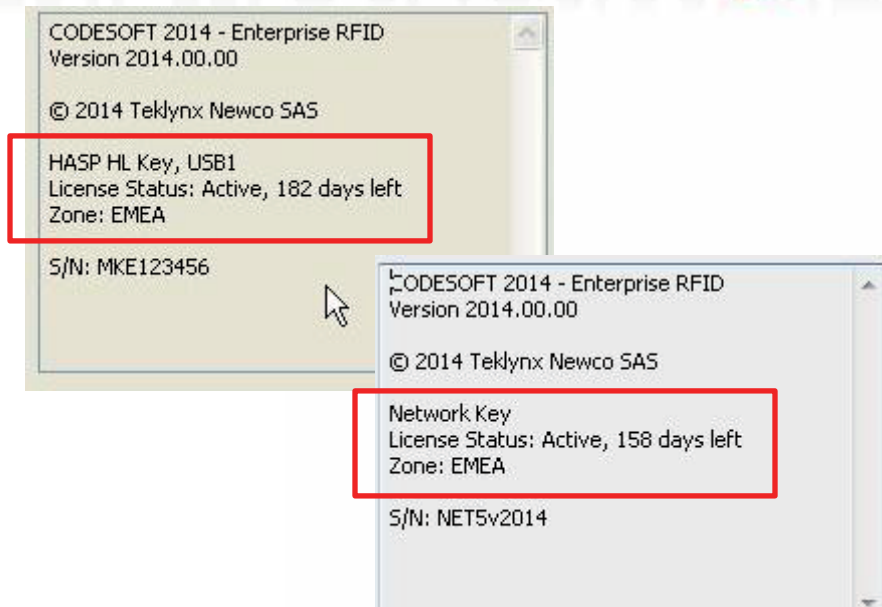 CODESOFT 2014 - Enterprise RFID
Version 2014.00.00
© 2014 Teklynx Newco SAS
HASP HL Key, USB1
License Status: Active, 182 days left
Zone: EMEA
S/N: MKE123456
CODESOFT 2014 - Enterprise RFID
Version 2014.00.00
© 2014 Teklynx Newco SAS
Network Key
License Status: Active, 158 days left
Zone: EMEA
S/N: NET5v2014